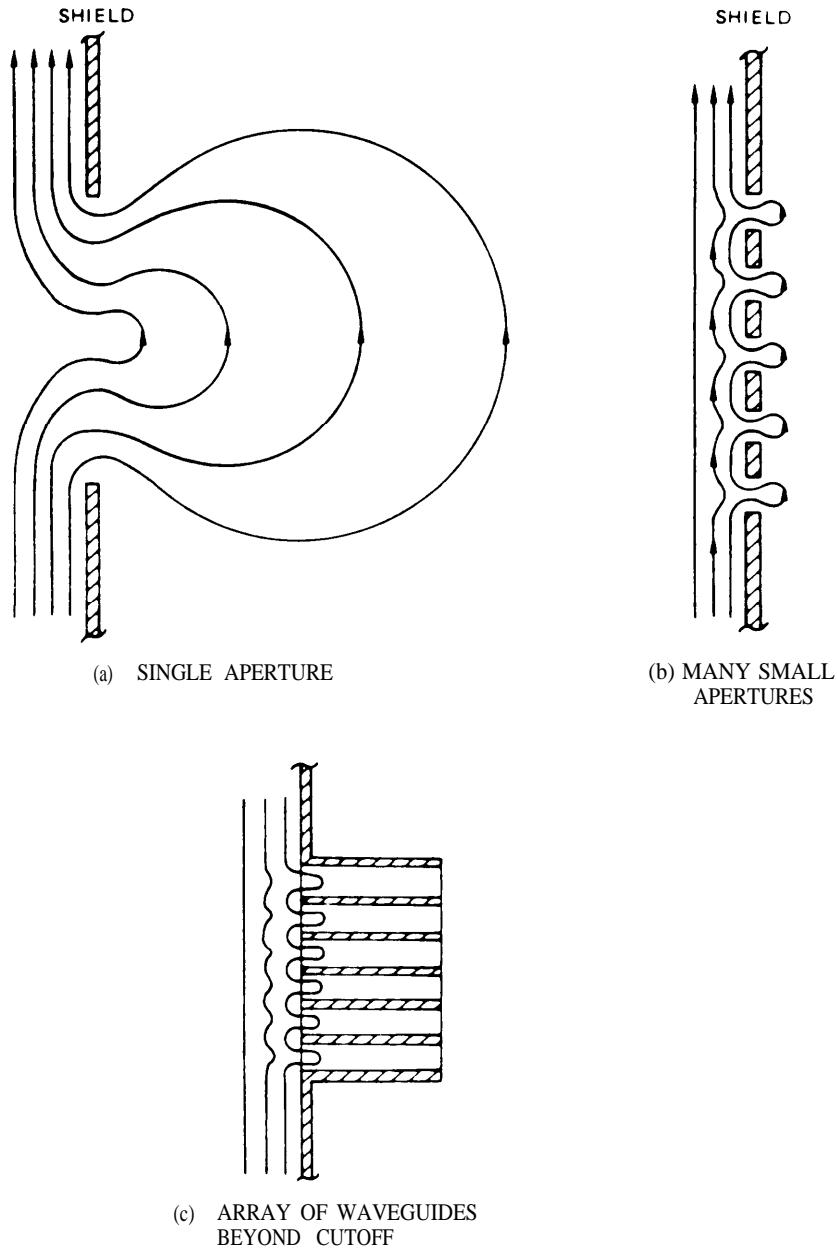 SHIELD
(a) SINGLE APERTURE
SHIELD
(b) MANY SMALL
APERTURES
(c) ARRAY OF WAVEGUIDES
BEYOND CUTOFF